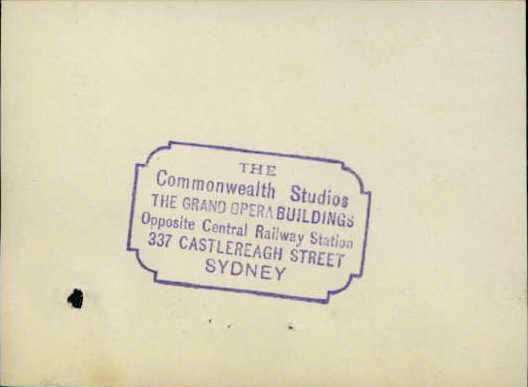 THE
Commonwealth Studios
THE GRAND OPERA BUILDINGS
Opposite Central Railway Station
337 CASTLEREAGH STREET
SYDNEY